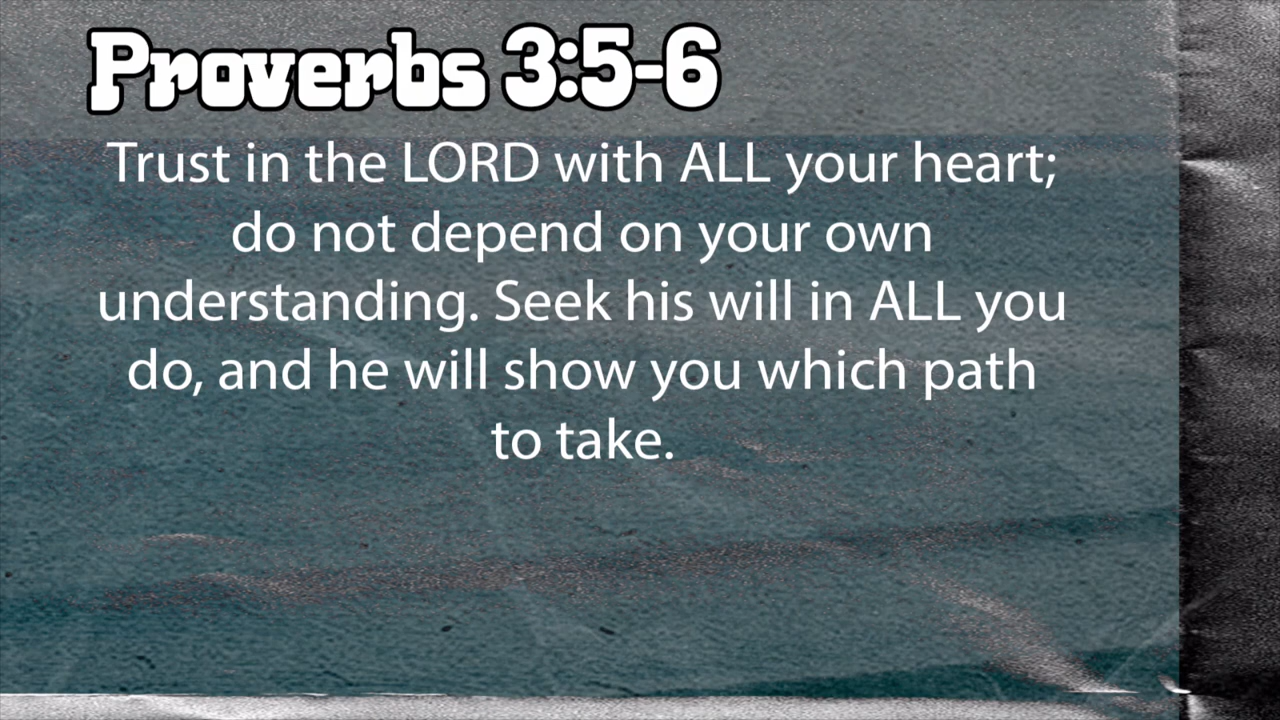 Proverbs 3:5-6
Trust in the LORD with ALL your heart;
do not depend on your own
understanding. Seek his will in ALL you
do, and he will show you which path
to take.